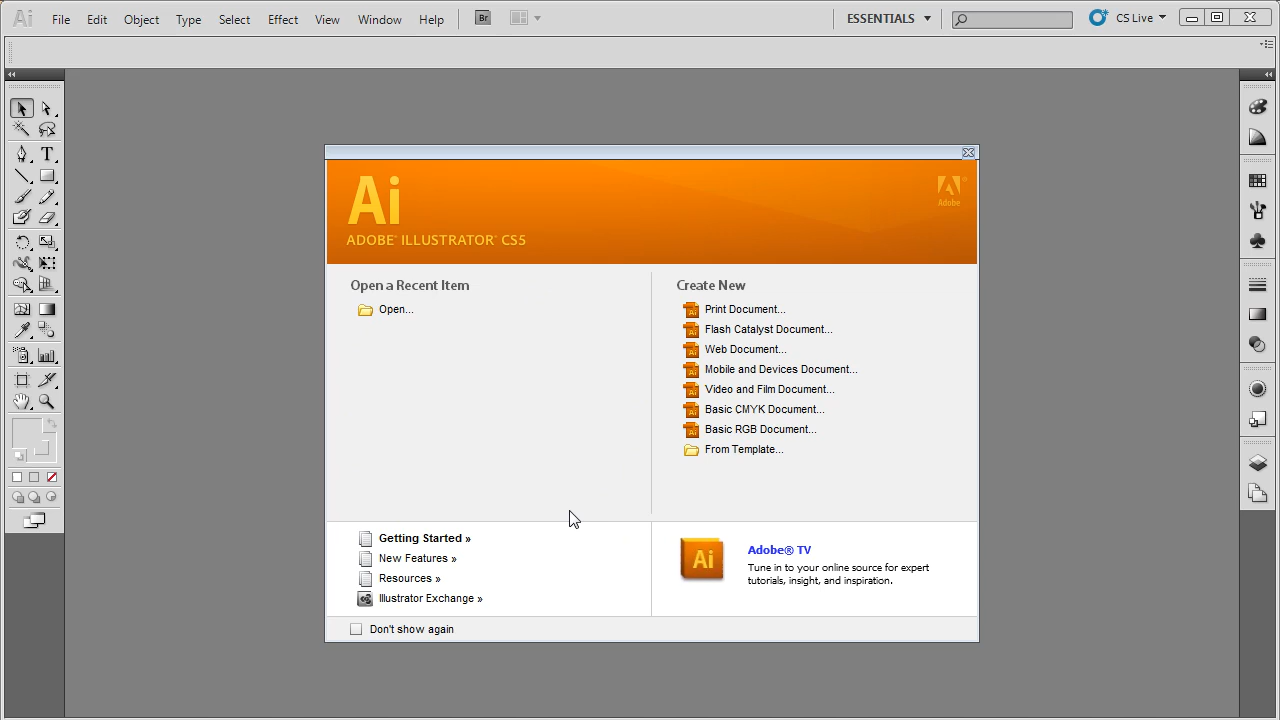 Ai File Edit Object Type Select Effect View Window Help Br ESSENTIALS CS Live
Ai
Adobe
ADOBE® ILLUSTRATOR® CS5
Open a Recent Item
Open...
Create New
Print Document...
Flash Catalyst Document...
Web Document...
Mobile and Devices Document...
Video and Film Document...
Basic CMYK Document...
Basic RGB Document...
From Template...
Getting Started »
New Features »
Resources »
Illustrator Exchange »
Ai
Adobe® TV
Tune in to your online source for expert
tutorials, insight, and inspiration.
Don't show again